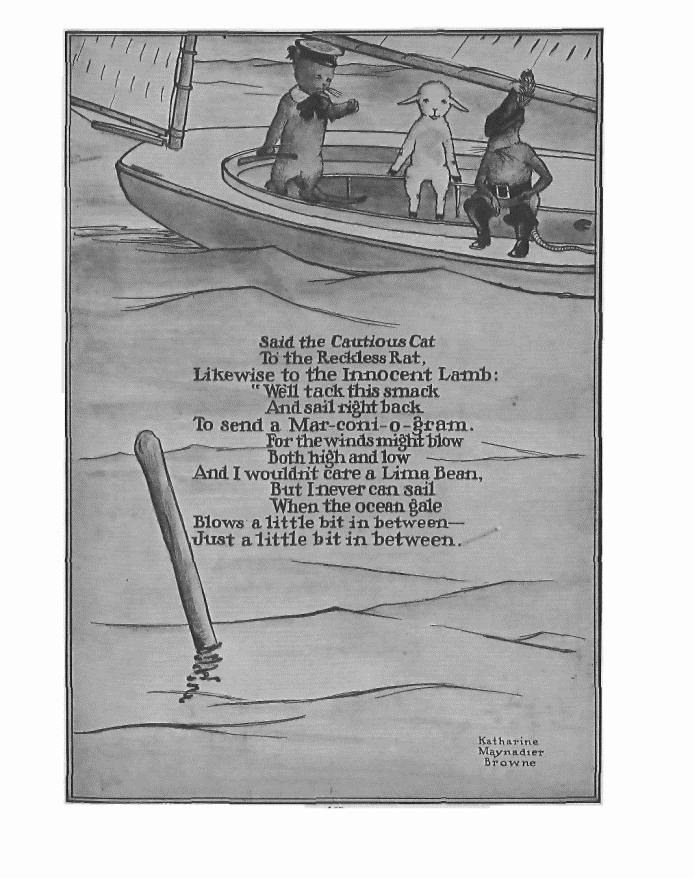 Said the Cautious Cat
To the Reckless Rat,
Likewise to the Innocent Lamb:
"We'll tack this smack
And sail right back
To send a Mar-coni-o-gram.
For the winds might blow
Both high and low
And I wouldn't care a Lima Bean,
But I never can sail
When the ocean gale
Blows a little bit in between—
Just a little bit in between.
Katharine
Maynadier
Browne